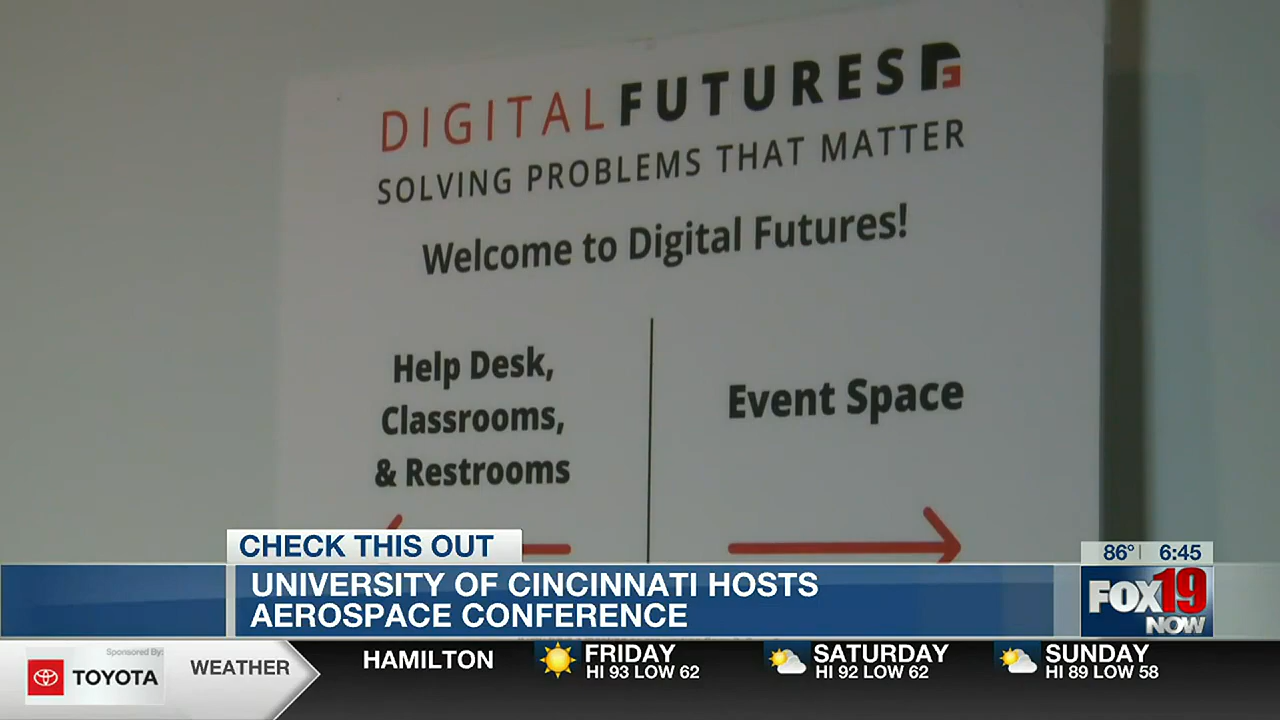 DIGITALFUTURES
SOLVING PROBLEMS THAT MATTER
Welcome to Digital Futures!
Help Desk,
Classrooms,
& Restrooms
Event Space
CHECK THIS OUT
UNIVERSITY OF CINCINNATI HOSTS
AEROSPACE CONFERENCE
86° 6:45
FOX19
NOW
Sponsored By:
TOYOTA
WEATHER
HAMILTON
FRIDAY
HI 93 LOW 62
SATURDAY
HI 92 LOW 62
SUNDAY
HI 89 LOW 58